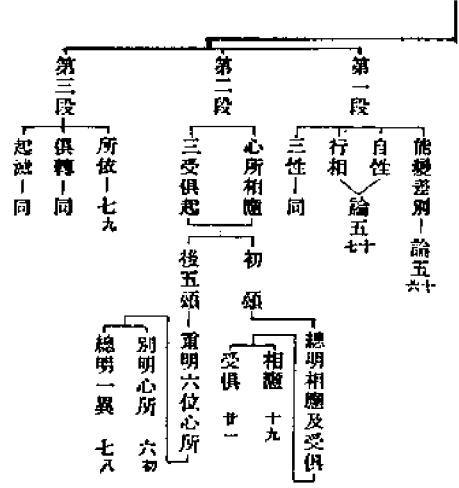 第一段
能變差別―論五十六
自性
行相
論五十七
三性―同
第二段
心所相應
三受俱起
初頌
總明相應及受俱
相應 十九
受俱 廿一
後五頌―重明六位心所
別明心所 六初
總明一異 七八
第三段
所依―七九
俱轉―同
起滅―同